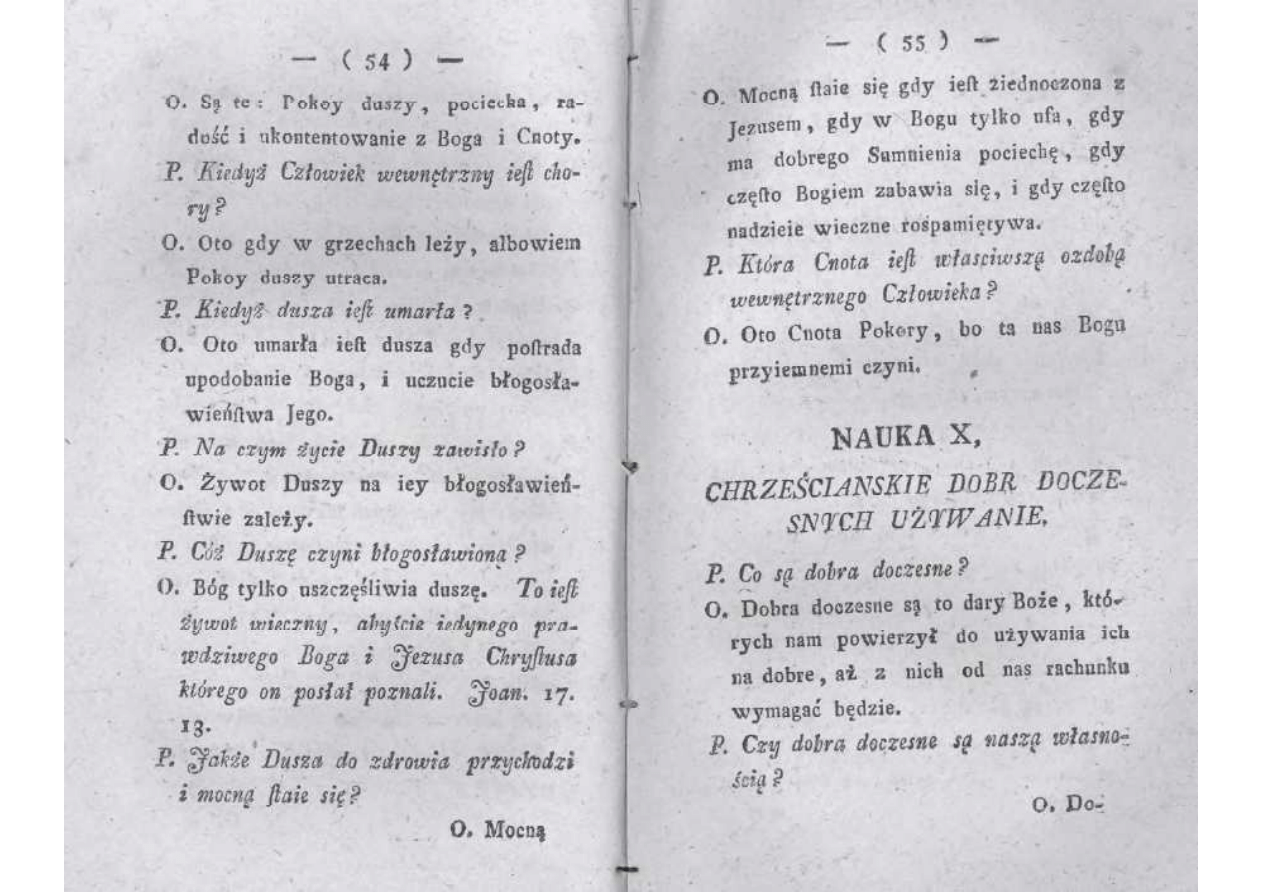 — ( 54 ) —
O. Są te: Pokoy duszy, pociecha, ra-
dość i ukontentowanie z Boga i Cnoty.
P. Kiedyż Człowiek wewnętrzny ieſt cho-
ry?
O. Oto gdy w grzechach leży, albowiem
Pokoy duszy utraca.
P. Kiedyż dusza ieſt umarła?
O. Oto umarła ieſt dusza gdy poſtrada
upodobanie Boga, i uczucie błogosła-
wieńſtwa Jego.
P. Na czym życie Duszy zawisło?
O. Żywot Duszy na iey błogosławień-
ſtwie zależy.
P. Cóż Duszę czyni błogosławioną?
O. Bóg tylko uszczęśliwia duszę. To ieſt
żywot wieczny, abyście iedynego pra-
wdziwego Boga i Jezusa Chryſtusa
którego on posłał poznali. Joan. 17.
13.
P. Jakże Dusza do zdrowia przychodzi
i mocną ſtaie się?
O. Mocną
— ( 55 ) —
O. Mocną ſtaie się gdy ieſt ziednoczona z
Jezusem, gdy w Bogu tylko ufa, gdy
ma dobrego Sumnienia pociechę, gdy
częſto Bogiem zabawia się, i gdy częſto
nadzieie wieczne rospamiętywa.
P. Która Cnota ieſt właściwszą ozdobą
wewnętrznego Człowieka?
O. Oto Cnota Pokory, bo ta nas Bogu
przyiemnemi czyni.
NAUKA X,
CHRZEŚCIANSKIE DOBR DOCZE-
SNYCH UŻYWANIE.
P. Co są dobra doczesne?
O. Dobra doczesne są to dary Boże, któ-
rych nam powierzył do używania ich
na dobre, aż z nich od nas rachunku
wymagać będzie.
P. Czy dobra doczesne są naszą własno-
ścią?
O. Do-